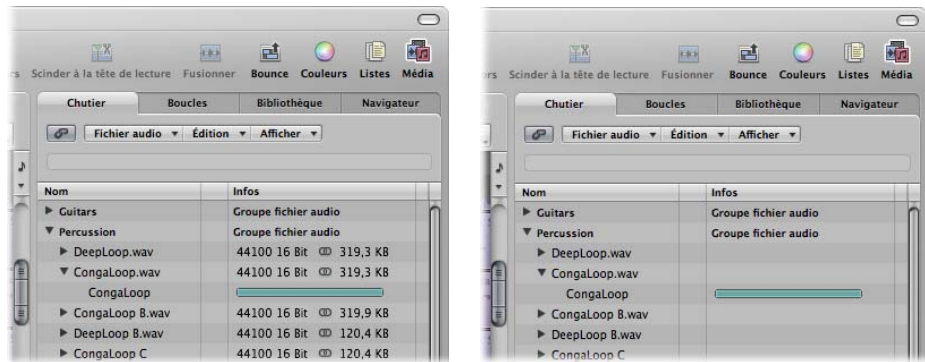 rs Scinder à la tête de lecture Fusionner Bounce Couleurs Listes Média
Chutier Boucles Bibliothèque Navigateur
Fichier audio Édition Afficher
Nom Infos
Guitars Groupe fichier audio
Percussion Groupe fichier audio
DeepLoop.wav 44100 16 Bit 319,3 KB
CongaLoop.wav 44100 16 Bit 319,3 KB
CongaLoop
CongaLoop B.wav 44100 16 Bit 319,9 KB
DeepLoop B.wav 44100 16 Bit 120,4 KB
CongaLoop C 44100 16 Bit 120,4 KB
ors Scinder à la tête de lecture Fusionner Bounce Couleurs Listes Média
Chutier Boucles Bibliothèque Navigateur
Fichier audio Édition Afficher
Nom Infos
Guitars Groupe fichier audio
Percussion Groupe fichier audio
DeepLoop.wav
CongaLoop.wav
CongaLoop
CongaLoop B.wav
DeepLoop B.wav
CongaLoop C